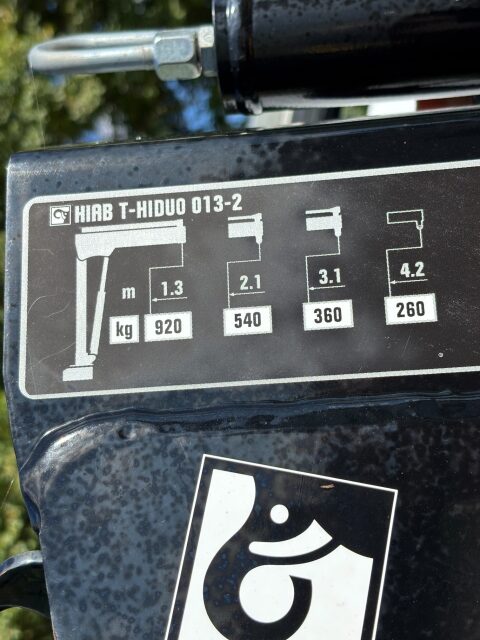 HIAB T-HIDUO 013-2
m 1.3 2.1 3.1 4.2
kg 920 540 360 260